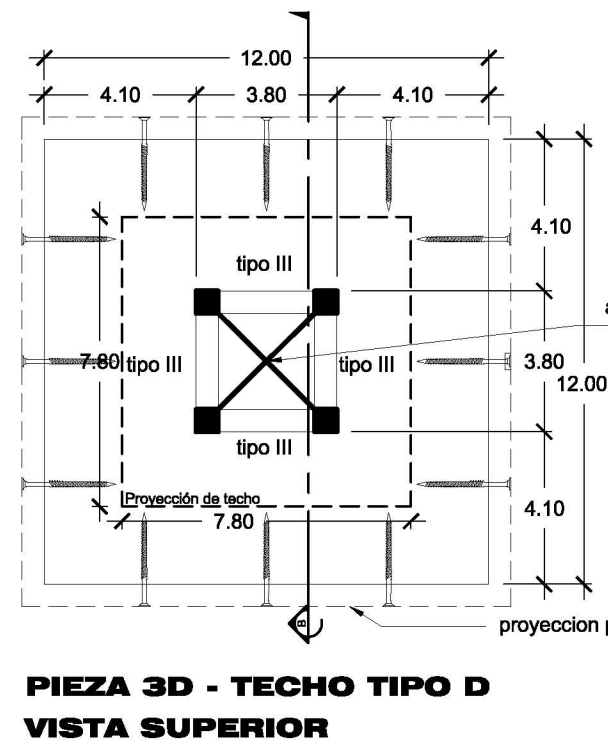 12.00
4.10 3.80 4.10
4.10
tipo III
a
7.80 tipo III tipo III 3.80
12.00
tipo III
Proyección de techo
7.80
4.10
B
proyeccion p
PIEZA 3D - TECHO TIPO D
VISTA SUPERIOR